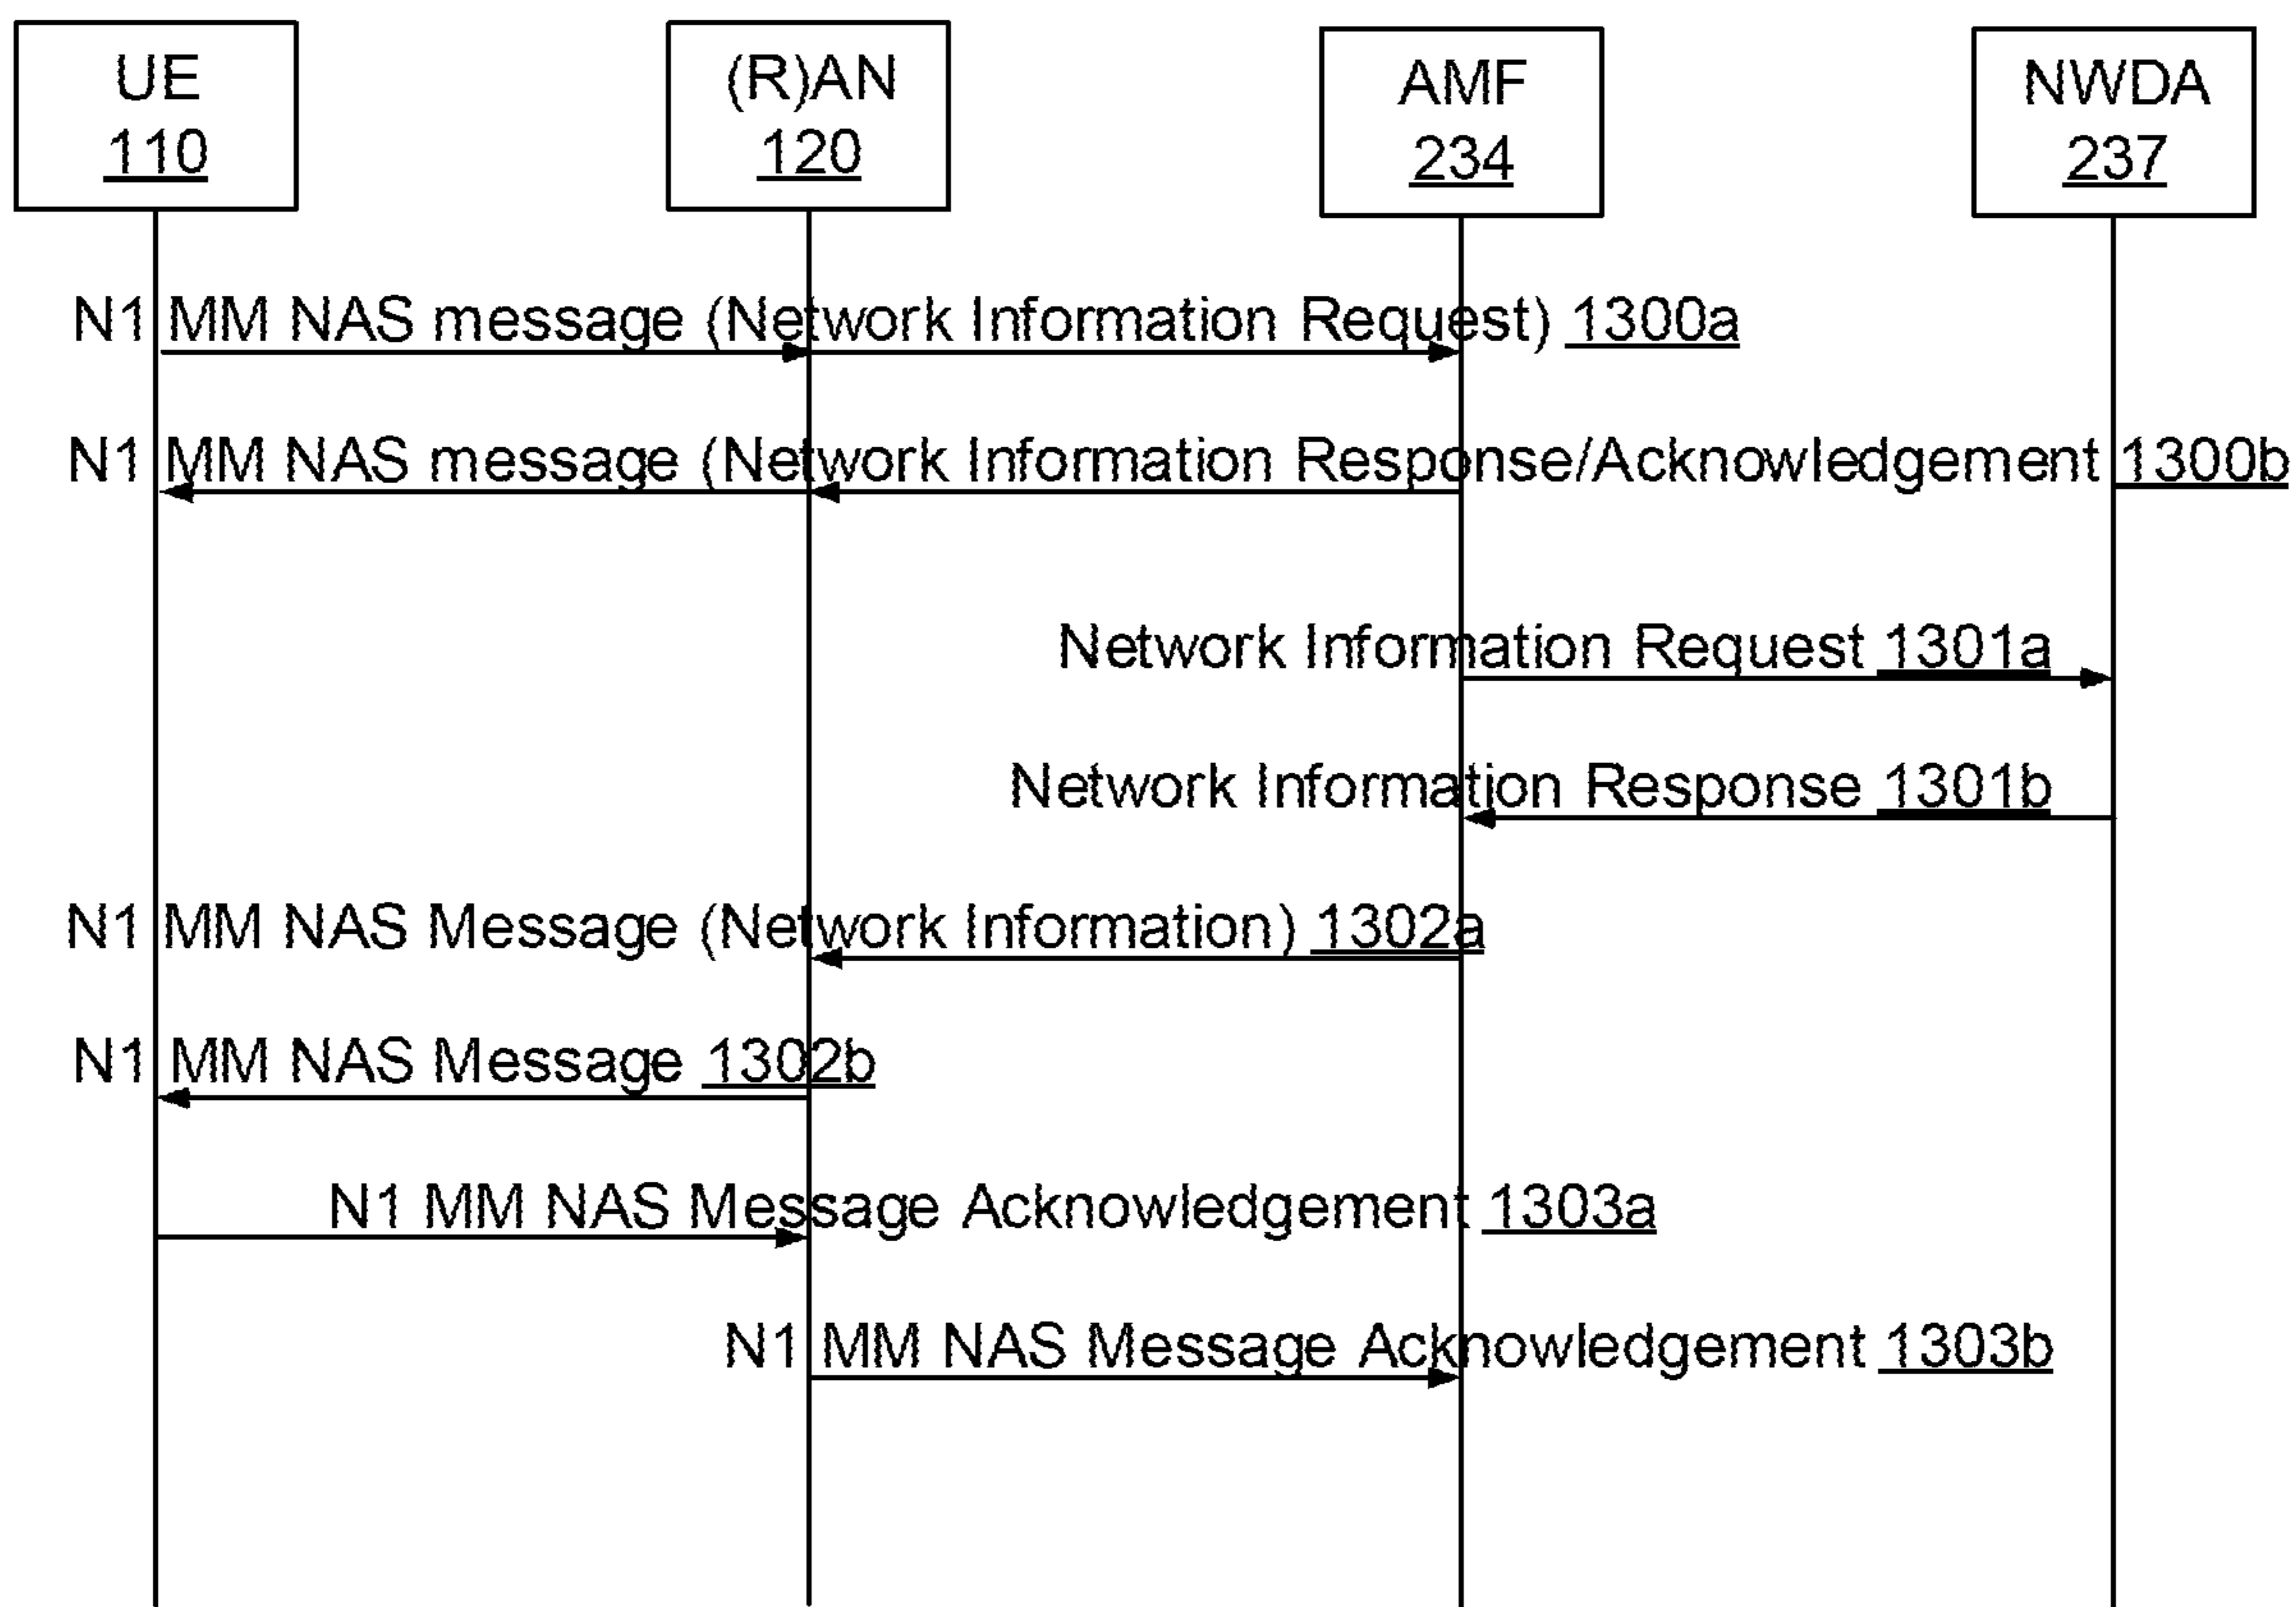 UE
110
(R)AN
120
AMF
234
NWDA
237
N1 MM NAS message (Network Information Request) 1300a
N1 MM NAS message (Network Information Response/Acknowledgement 1300b
Network Information Request 1301a
Network Information Response 1301b
N1 MM NAS Message (Network Information) 1302a
N1 MM NAS Message 1302b
N1 MM NAS Message Acknowledgement 1303a
N1 MM NAS Message Acknowledgement 1303b